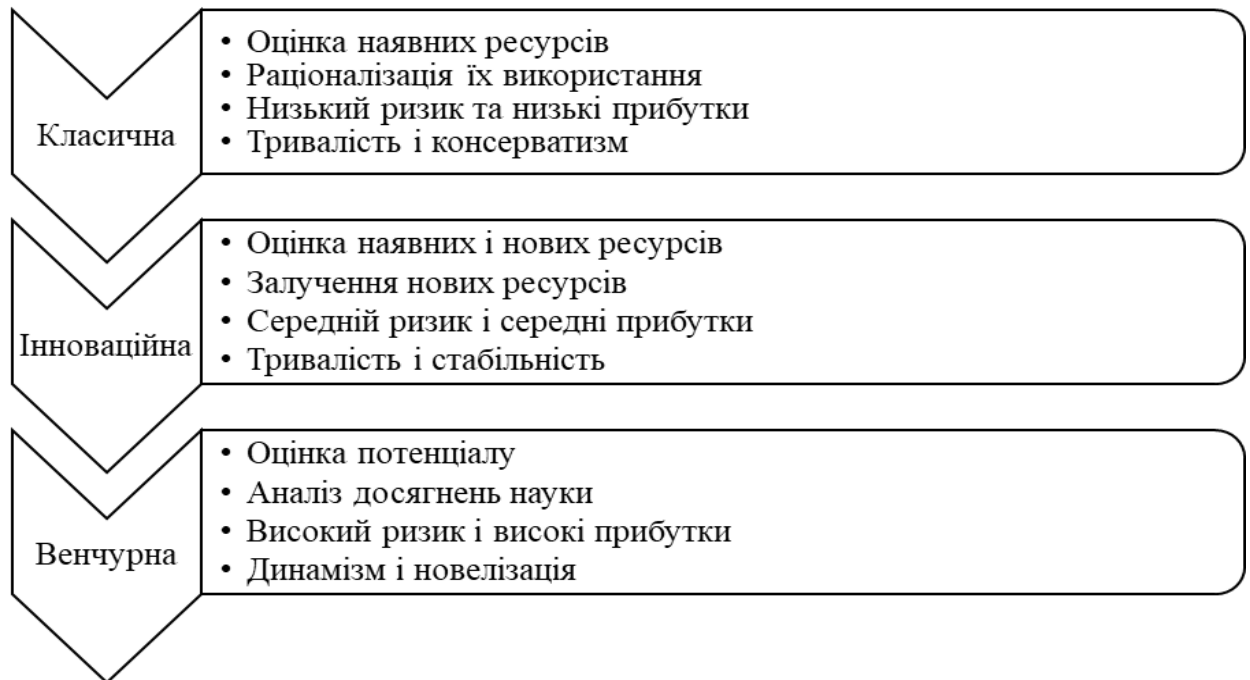 Класична
• Оцінка наявних ресурсів
• Раціоналізація їх використання
• Низький ризик та низькі прибутки
• Тривалість і консерватизм
Інноваційна
• Оцінка наявних і нових ресурсів
• Залучення нових ресурсів
• Середній ризик і середні прибутки
• Тривалість і стабільність
Венчурна
• Оцінка потенціалу
• Аналіз досягнень науки
• Високий ризик і високі прибутки
• Динамізм і новелізація